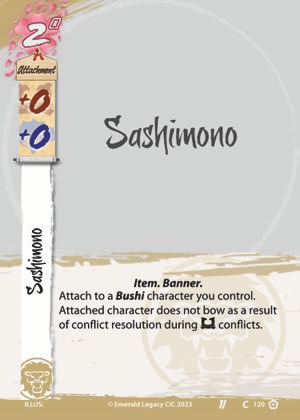 2
Attachment
+0
+0
Sashimono
Sashimono
Item. Banner.
Attach to a Bushi character you control.
Attached character does not bow as a result
of conflict resolution during conflicts.
ILLUS:
© Emerald Legacy CIC 2023
C 120